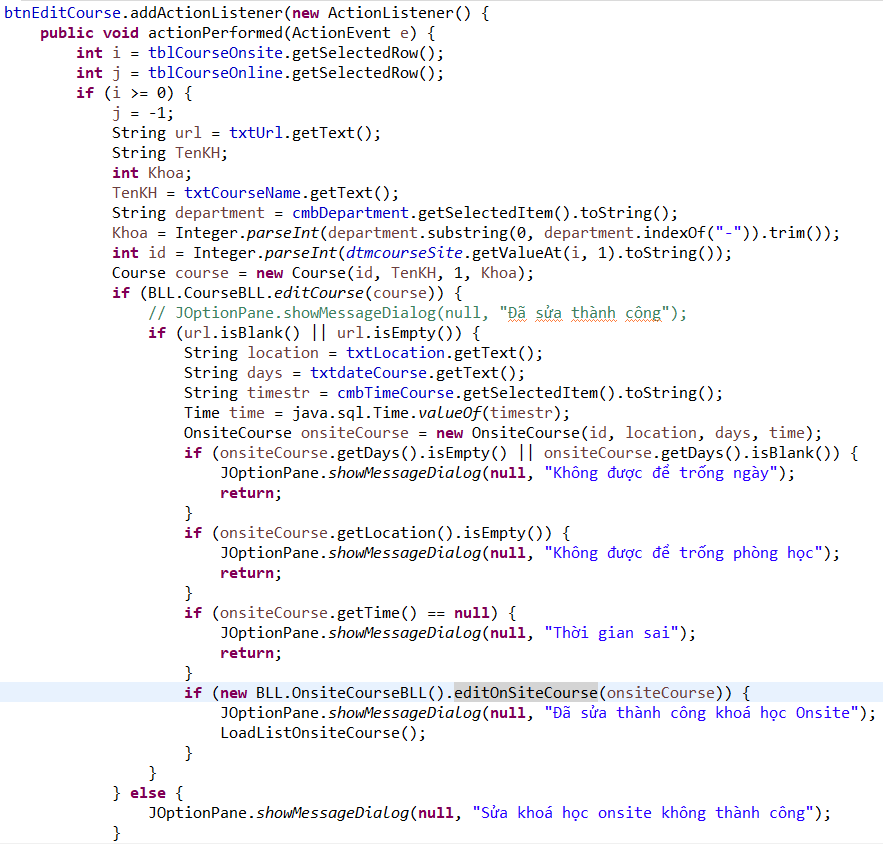 btnEditCourse.addActionListener(new ActionListener() {
public void actionPerformed(ActionEvent e) {
int i = tblCourseOnsite.getSelectedRow();
int j = tblCourseOnline.getSelectedRow();
if (i >= 0) {
j = -1;
String url = txtUrl.getText();
String TenKH;
int Khoa;
TenKH = txtCourseName.getText();
String department = cmbDepartment.getSelectedItem().toString();
Khoa = Integer.parseInt(department.substring(0, department.indexOf("-")).trim());
int id = Integer.parseInt(dtmcourseSite.getValueAt(i, 1).toString());
Course course = new Course(id, TenKH, 1, Khoa);
if (BLL.CourseBLL.editCourse(course)) {
// JOptionPane.showMessageDialog(null, "Đã sửa thành công");
if (url.isBlank() || url.isEmpty()) {
String location = txtLocation.getText();
String days = txtdateCourse.getText();
String timestr = cmbTimeCourse.getSelectedItem().toString();
Time time = java.sql.Time.valueOf(timestr);
OnsiteCourse onsiteCourse = new OnsiteCourse(id, location, days, time);
if (onsiteCourse.getDays().isEmpty() || onsiteCourse.getDays().isBlank()) {
JOptionPane.showMessageDialog(null, "Không được để trống ngày");
return;
}
if (onsiteCourse.getLocation().isEmpty()) {
JOptionPane.showMessageDialog(null, "Không được để trống phòng học");
return;
}
if (onsiteCourse.getTime() == null) {
JOptionPane.showMessageDialog(null, "Thời gian sai");
return;
}
if (new BLL.OnsiteCourseBLL().editOnSiteCourse(onsiteCourse)) {
JOptionPane.showMessageDialog(null, "Đã sửa thành công khoá học Onsite");
LoadListOnsiteCourse();
}
}
} else {
JOptionPane.showMessageDialog(null, "Sửa khoá học onsite không thành công");
}